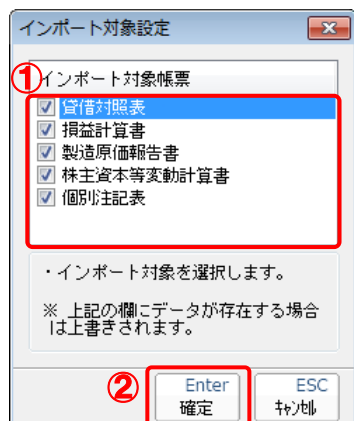 インポート対象設定
①
インポート対象帳票
貸借対照表
損益計算書
製造原価報告書
株主資本等変動計算書
個別注記表
・インポート対象を選択します。
※ 上記の欄にデータが存在する場合
は上書きされます。
②
Enter
確定
ESC
ｷｬﾝｾﾙ